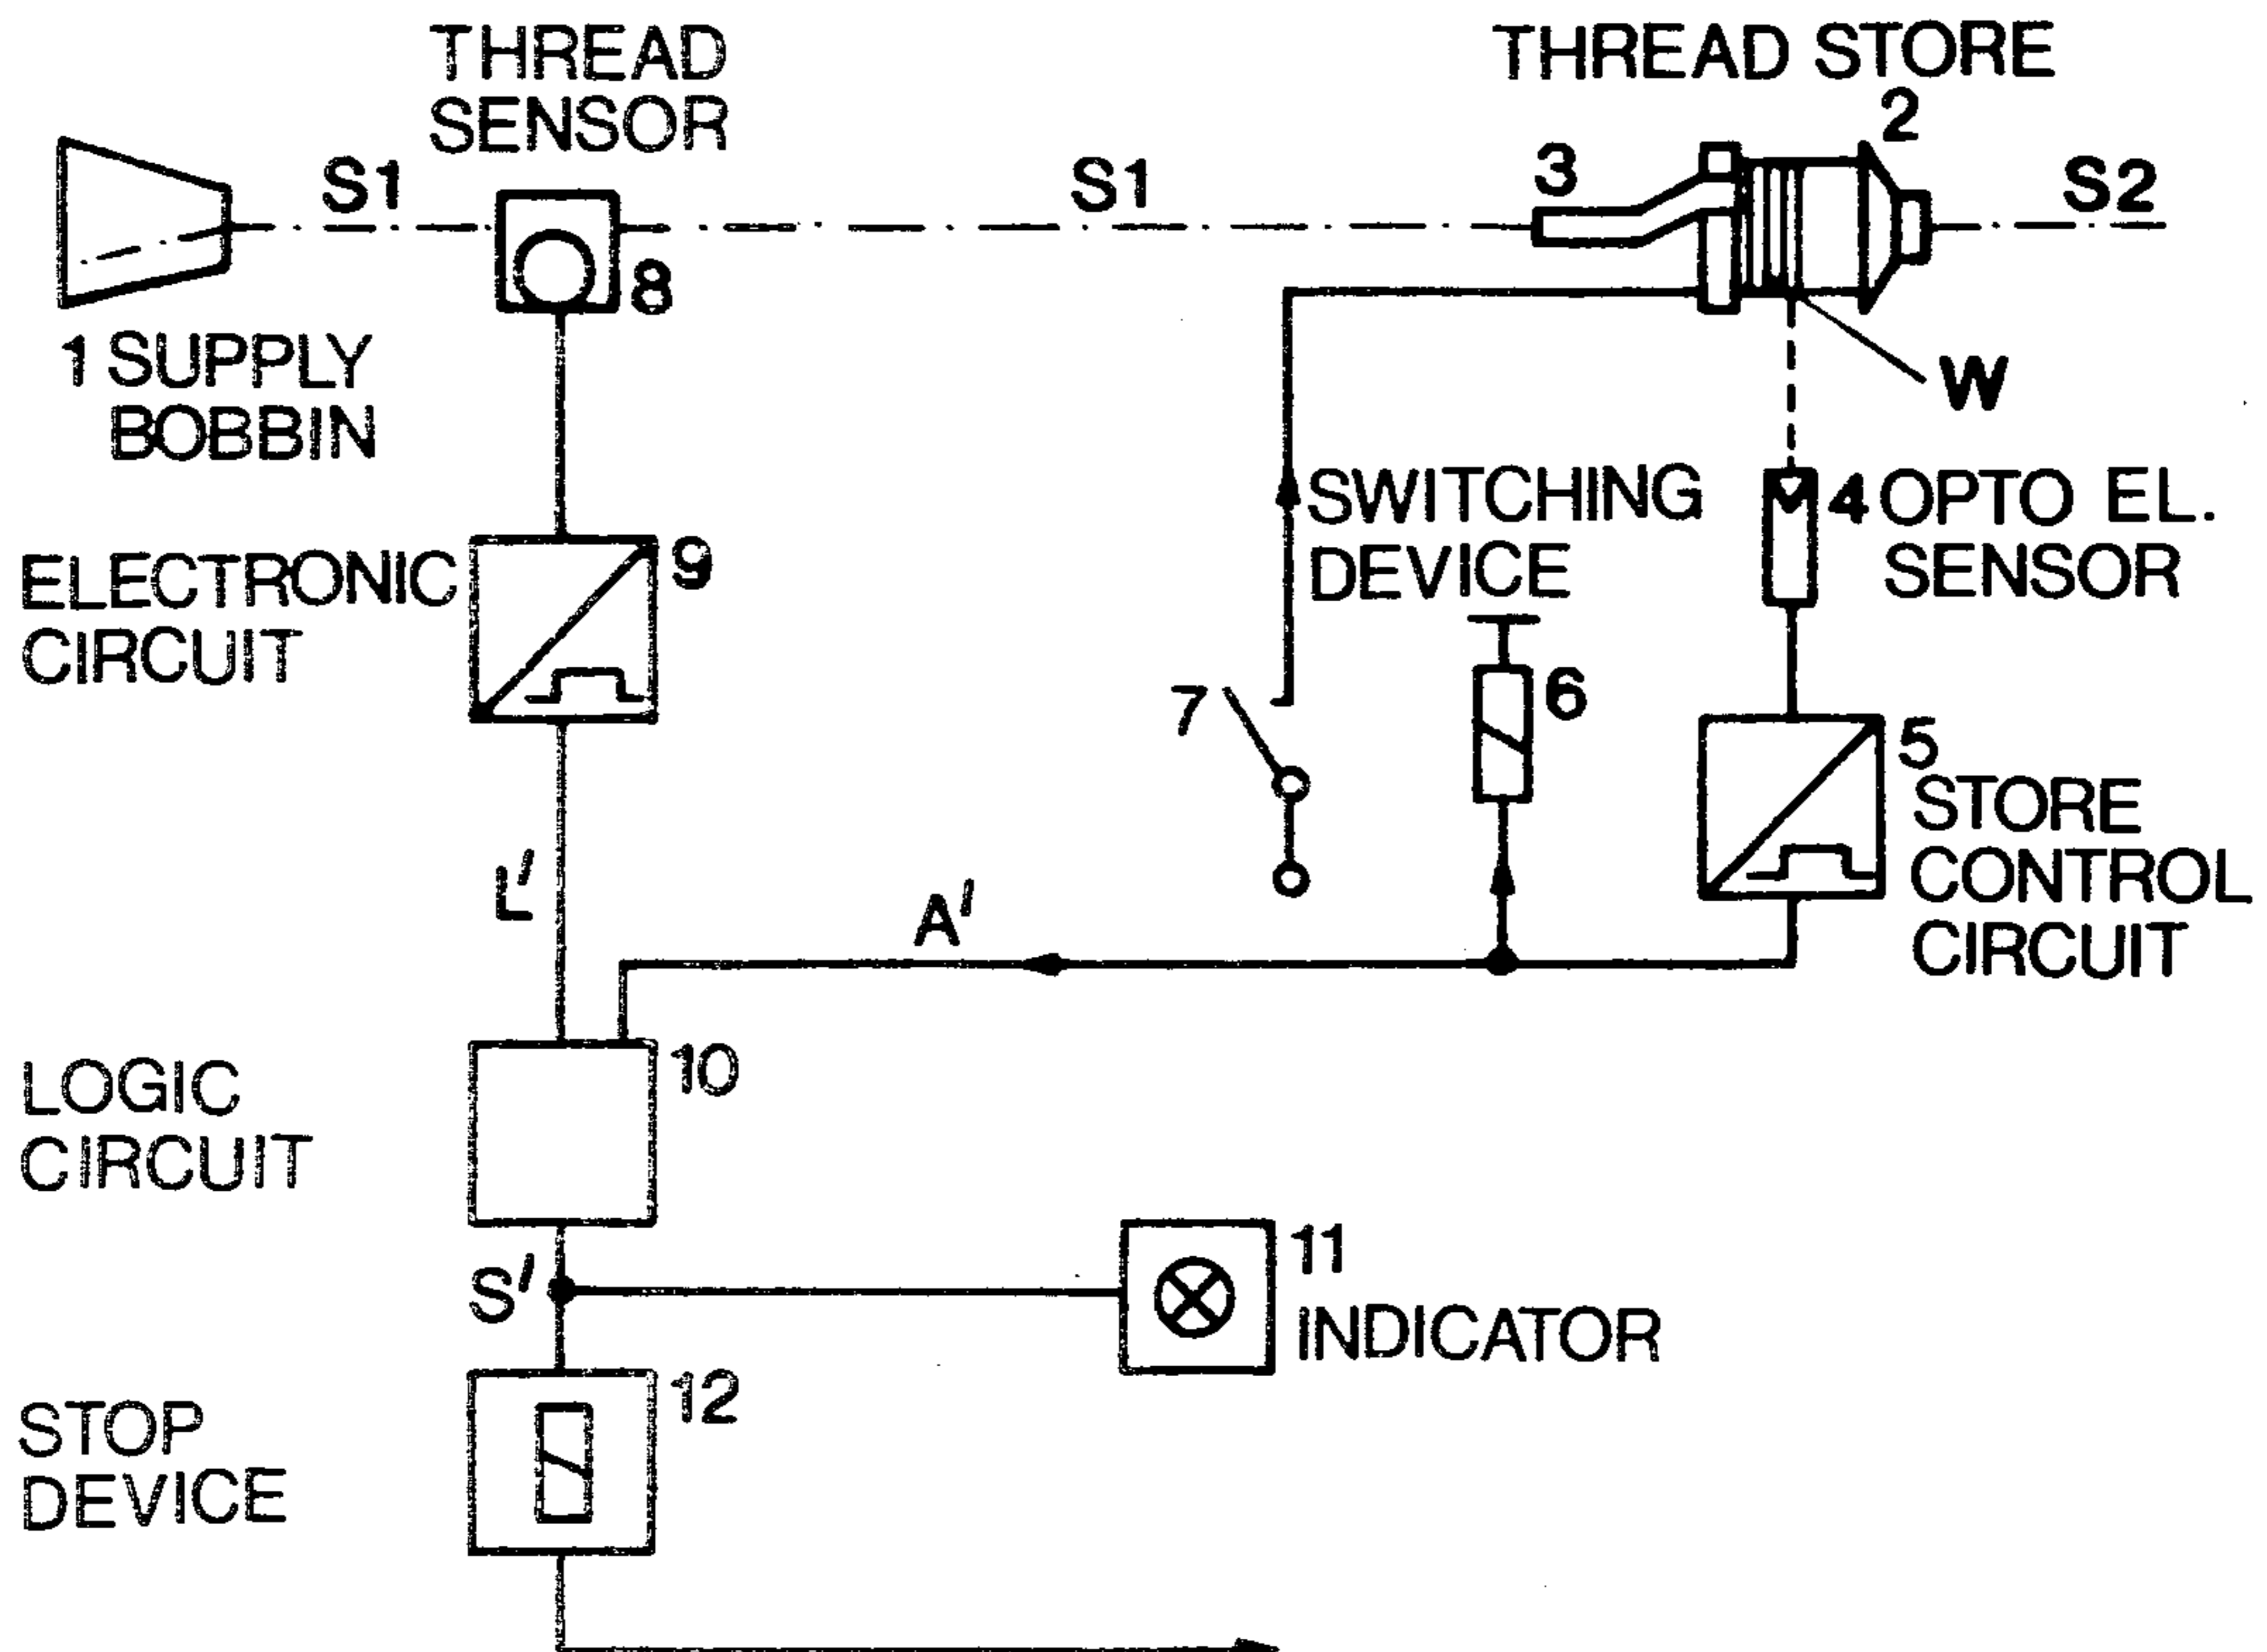 THREAD
SENSOR
THREAD STORE
2
S1
S1
3
S2
8
1 SUPPLY
BOBBIN
W
SWITCHING
DEVICE
4 OPTO EL.
SENSOR
ELECTRONIC
CIRCUIT
9
7
6
5
STORE
CONTROL
CIRCUIT
L'
A'
LOGIC
CIRCUIT
10
S'
11
INDICATOR
STOP
DEVICE
12